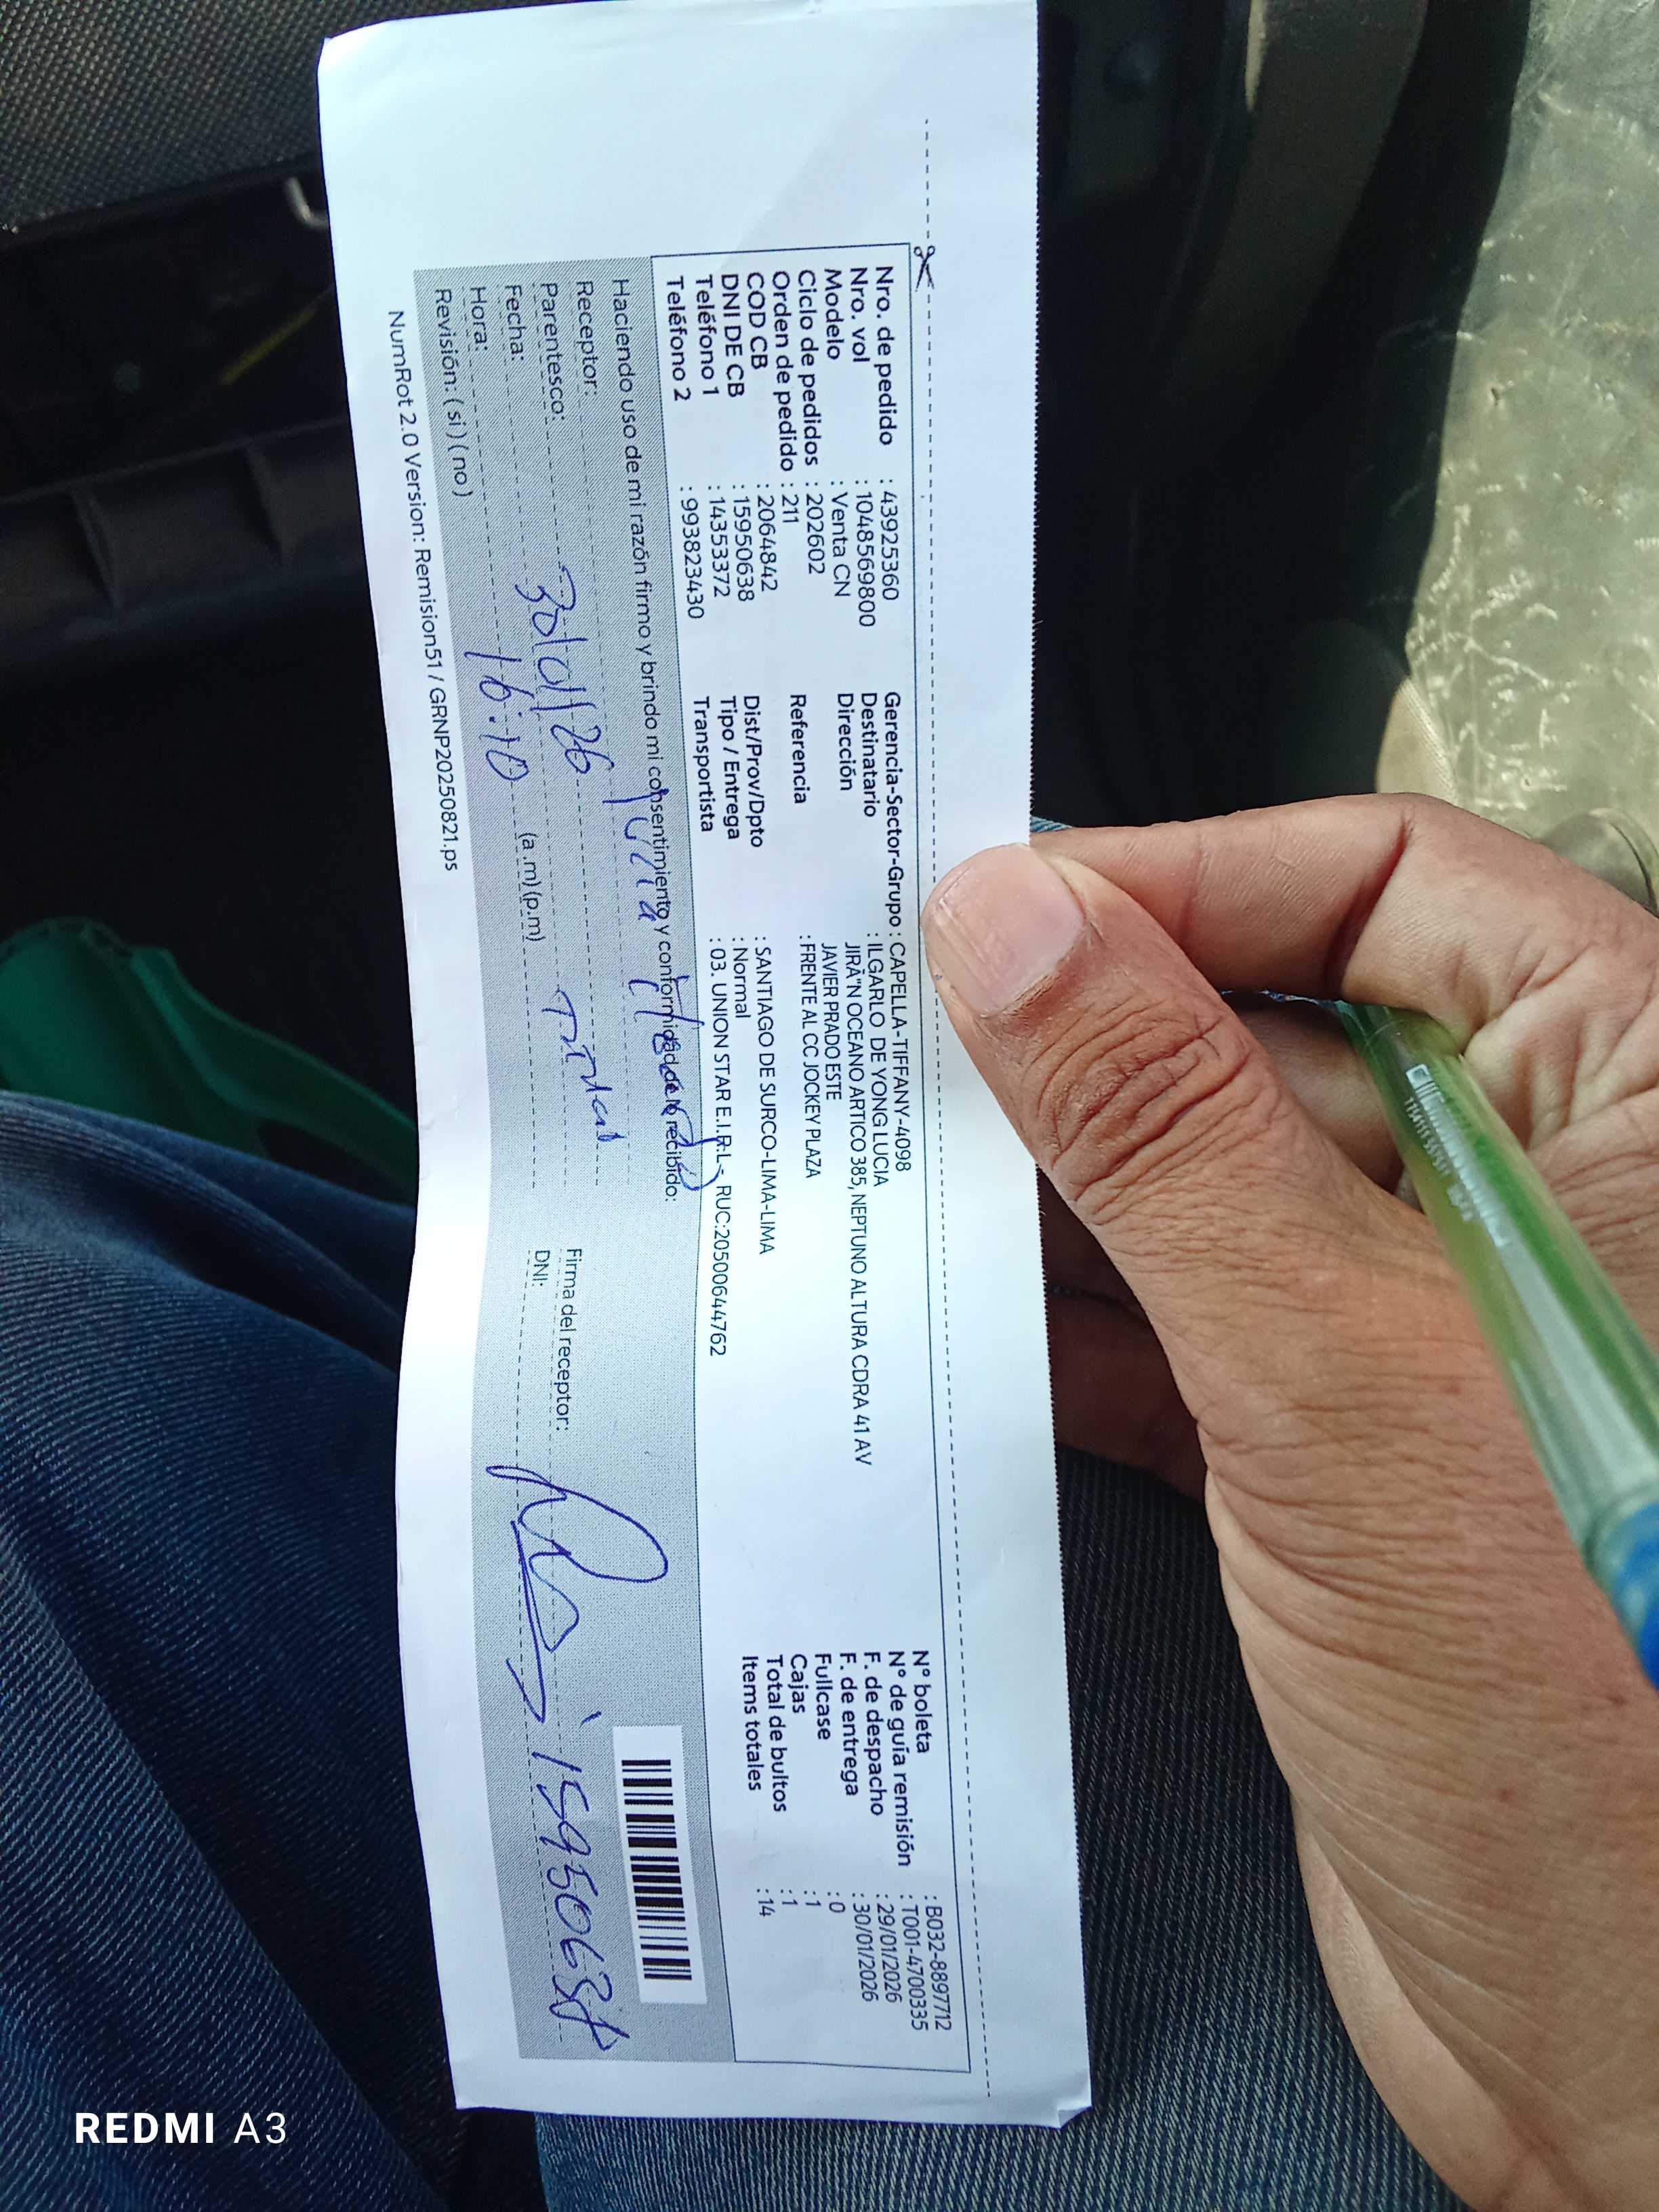 Nro. de pedido : 43925360
Nro. vol : 1048569800
Modelo : Venta CN
Ciclo de pedidos : 202602
Orden de pedido : 211
COD CB : 2064842
DNI DE CB : 15950638
Teléfono 1 : 14353372
Teléfono 2 : 993823430
Gerencia-Sector-Grupo : CAPELLA-TIFFANY-4098
Destinatario : ILGARLO DE YONG LUCIA
Dirección JIRÃ"N OCEANO ARTICO 385, NEPTUNO ALTURA CDRA 41 AV
JAVIER PRADO ESTE
Referencia : FRENTE AL CC JOCKEY PLAZA
Dist/Prov/Dpto : SANTIAGO DE SURCO-LIMA-LIMA
Tipo / Entrega : Normal
Transportista : 03. UNION STAR E.I.R.L- RUC:20500644762
N° boleta : B032-8897712
N° de guía remisión : T001-4700335
F. de despacho : 29/01/2026
F. de entrega : 30/01/2026
Fullcase : 0
Cajas : 1
Total de bultos : 1
Items totales : 14
Haciendo uso de mi razón firmo y brindo mi consentimiento y conformidad de lo recibido:
Receptor:
Parentesco:
Fecha: 30/01/26
Hora: 16:10 (a.m)(p.m)
Revisión: ( si ) ( no )
Firma del receptor:
DNI: 15950638
NumRot 2.0 Version: Remision51 / GRNP20250821.ps
REDMI A3